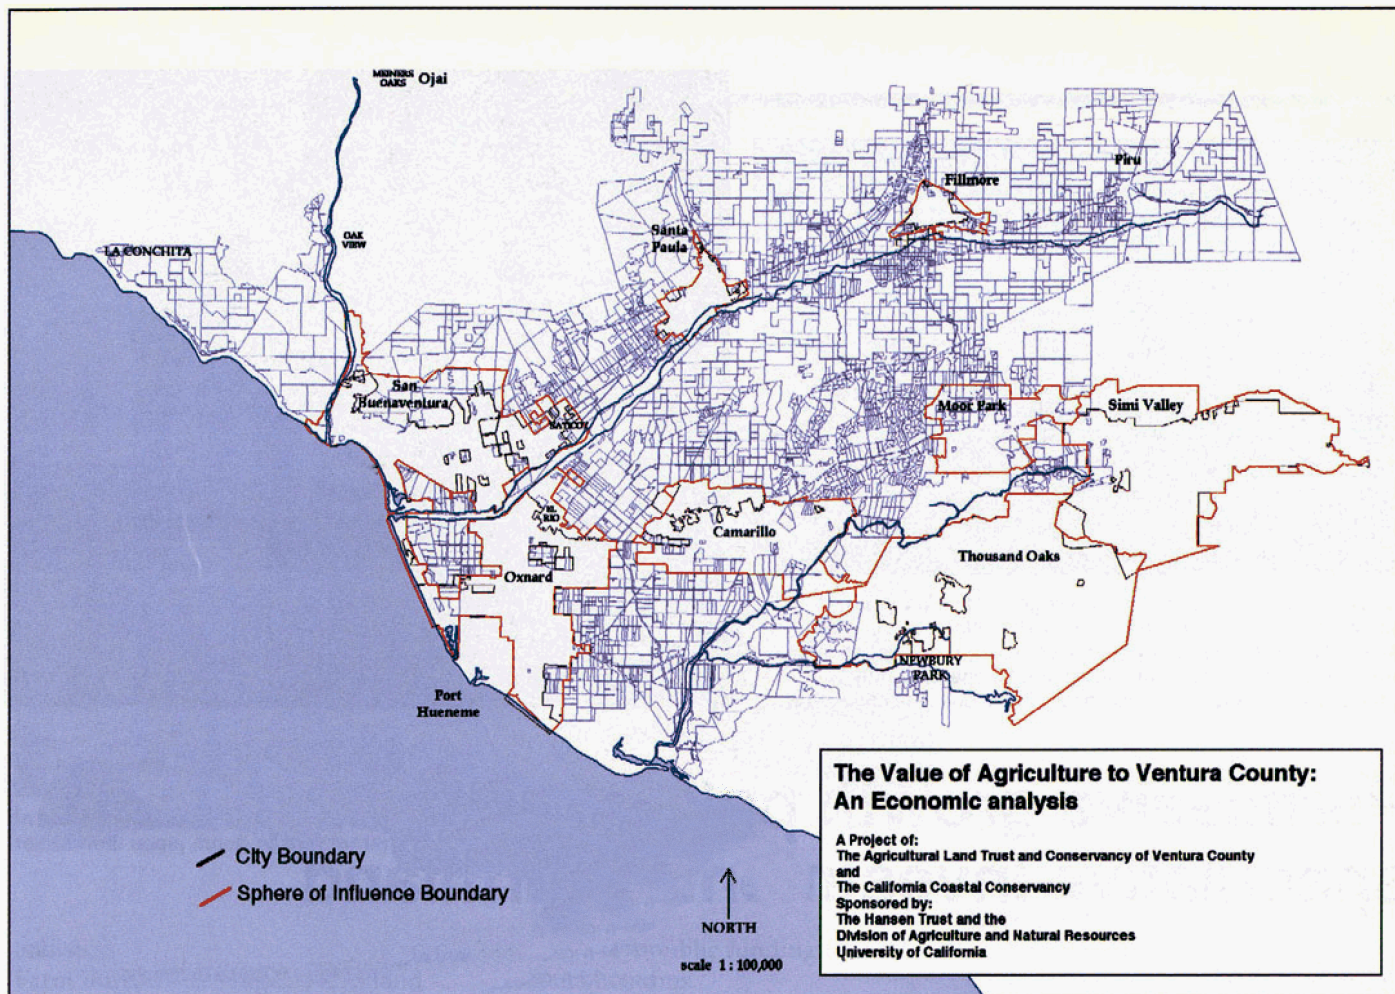 MEINERS
OAKS
Ojai
Piru
Fillmore
OAK
VIEW
Santa
Paula
LA CONCHITA
San
Buenaventura
SATICOY
Moor Park
Simi Valley
EL
RIO
Camarillo
Thousand Oaks
Oxnard
NEWBURY
PARK
Port
Hueneme
City Boundary
Sphere of Influence Boundary
NORTH
scale 1 : 100,000
The Value of Agriculture to Ventura County:
An Economic analysis
A Project of:
The Agricultural Land Trust and Conservancy of Ventura County
and
The California Coastal Conservancy
Sponsored by:
The Hansen Trust and the
Division of Agriculture and Natural Resources
University of California